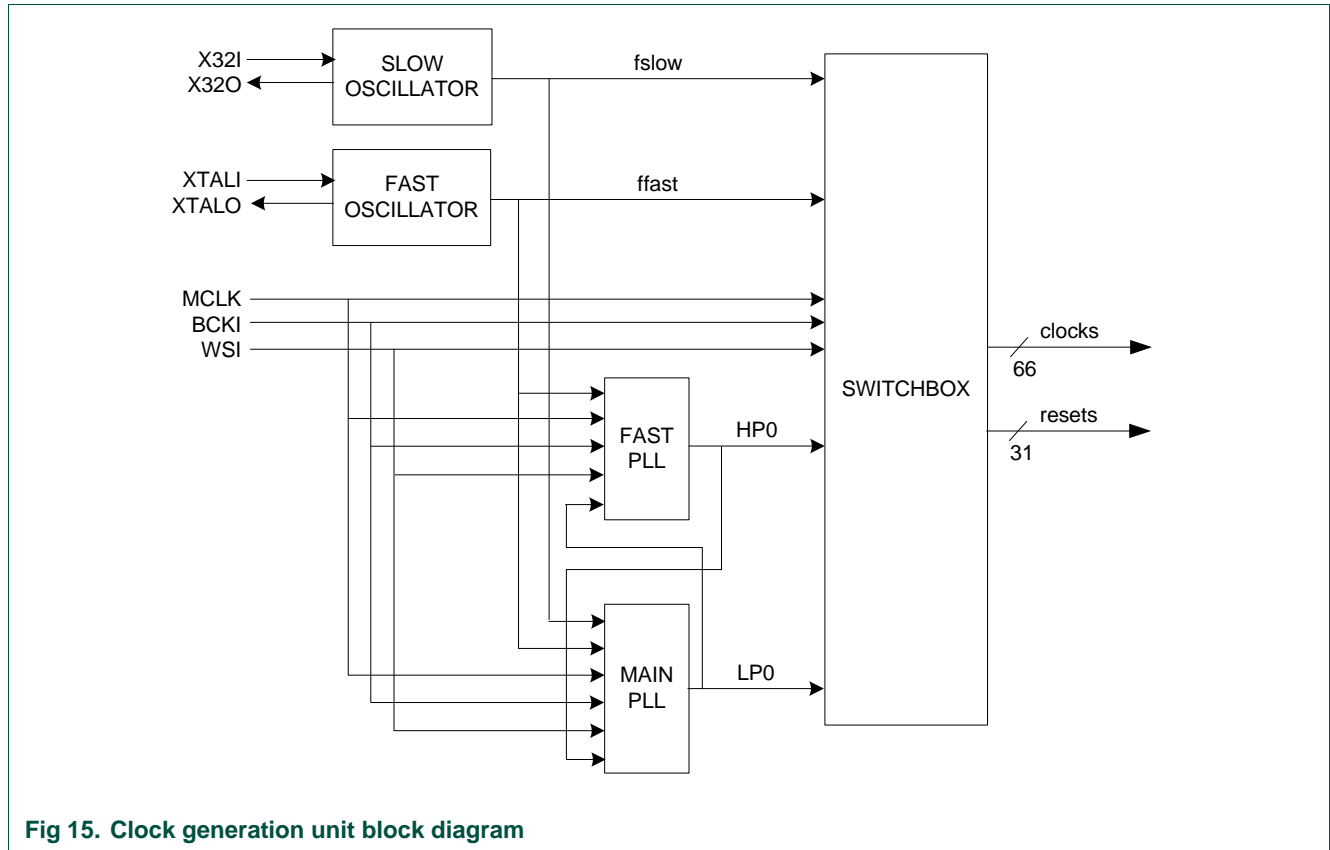 X32I
X32O
SLOW
OSCILLATOR
fslow
XTALI
XTALO
FAST
OSCILLATOR
ffast
MCLK
BCKI
WSI
FAST
PLL
HP0
MAIN
PLL
LP0
SWITCHBOX
clocks
66
resets
31
Fig 15. Clock generation unit block diagram